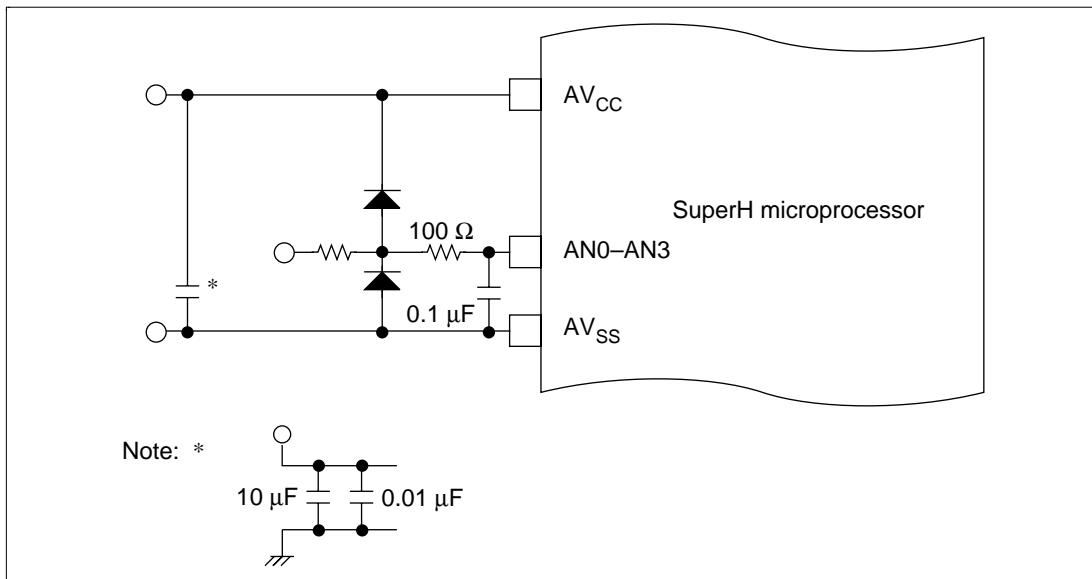 AVCC
SuperH microprocessor
100 Ω
AN0–AN3
*
0.1 μF
AVSS
Note: *
10 μF
0.01 μF